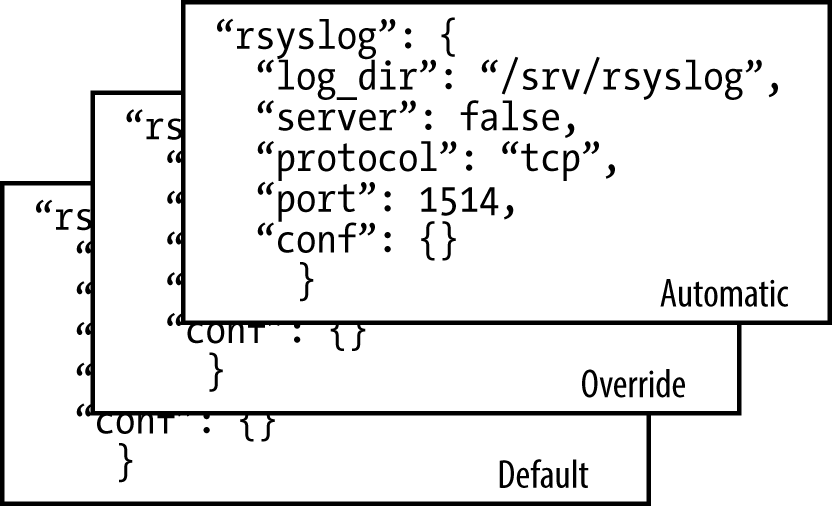 “rsyslog”: {
“log_dir”: “/srv/rsyslog”,
“server”: false,
“protocol”: “tcp”,
“port”: 1514,
“conf”: {}
}
Automatic
“rs
“
“
“
“
“conf”: {}
}
Override
“rs
“
“
“
“
“conf”: {}
}
Default